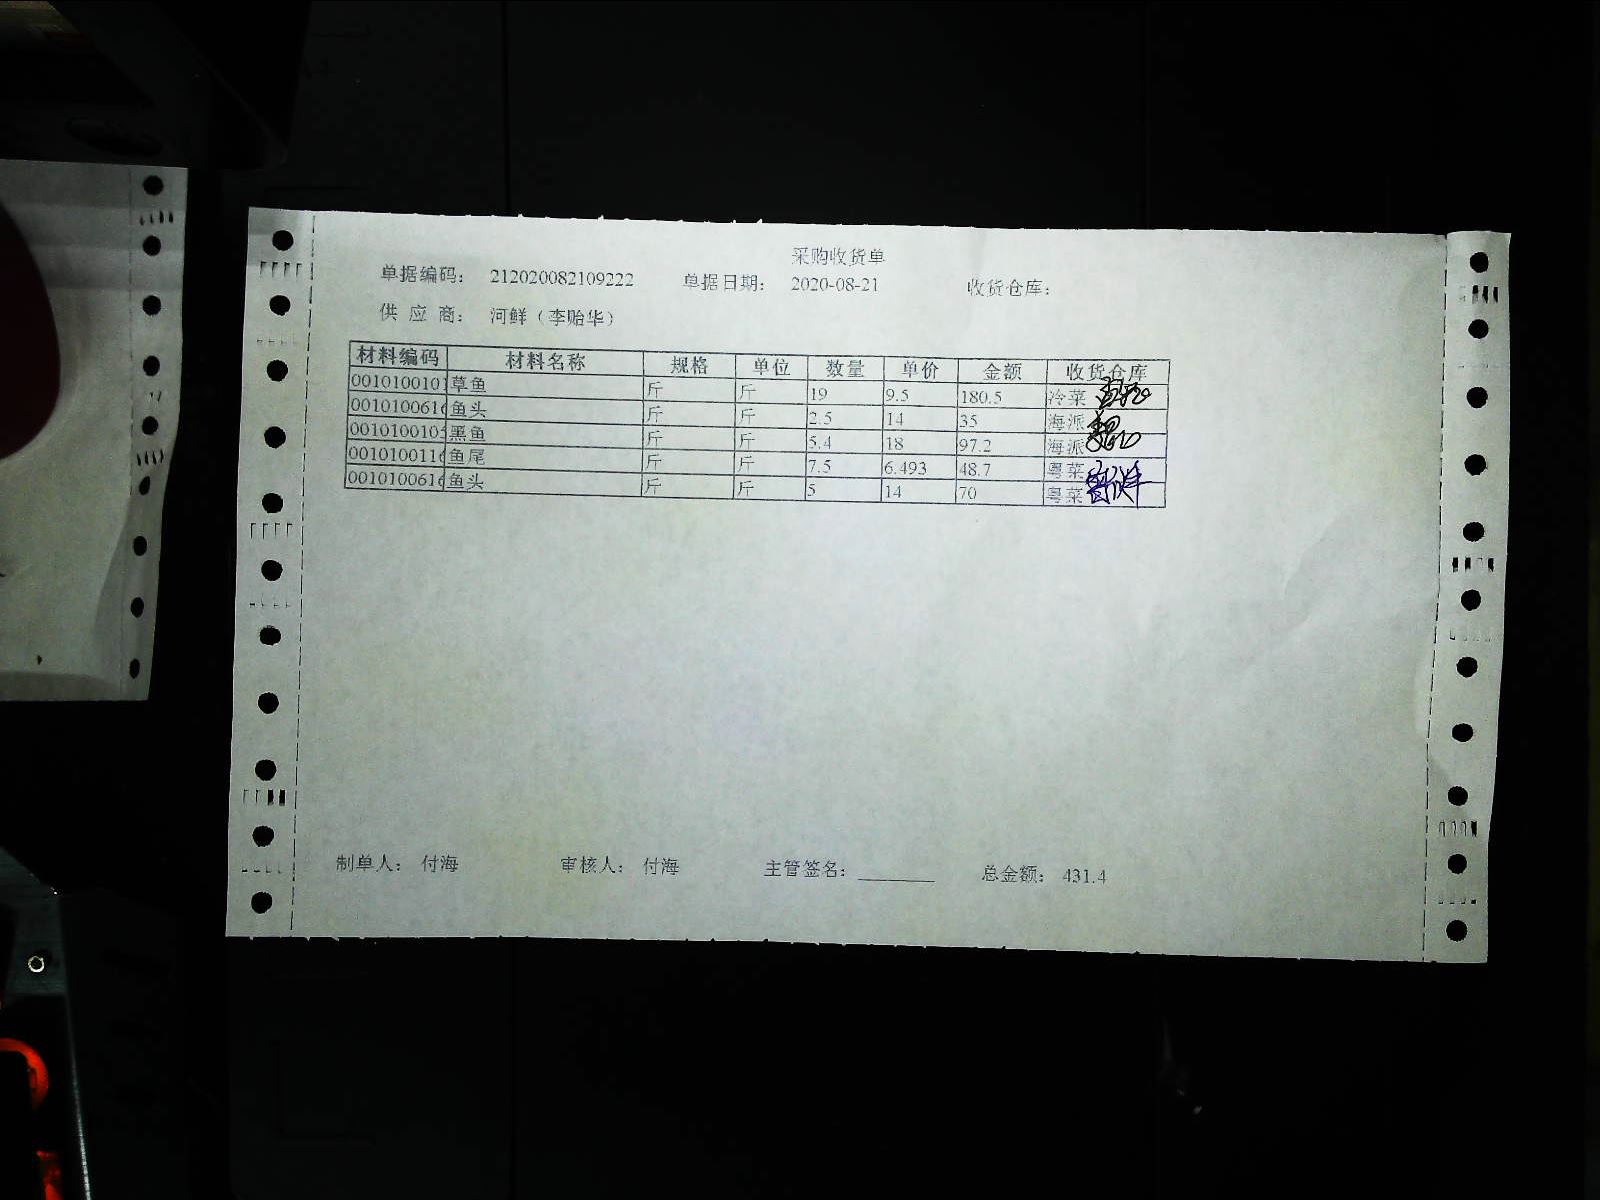 采购收货单
单据编码： 212020082109222 单据日期： 2020-08-21 收货仓库：
供 应 商： 河鲜（李贻华）
材料编码 材料名称 规格 单位 数量 单价 金额 收货仓库
0010100101 草鱼 斤 斤 19 9.5 180.5 冷菜
001010061 鱼头 斤 斤 2.5 14 35 海派
001010010 黑鱼 斤 斤 5.4 18 97.2 海派
001010011 鱼尾 斤 斤 7.5 6.493 48.7 粤菜
001010061 鱼头 斤 斤 5 14 70 粤菜
制单人： 付海 审核人： 付海 主管签名： 总金额： 431.4